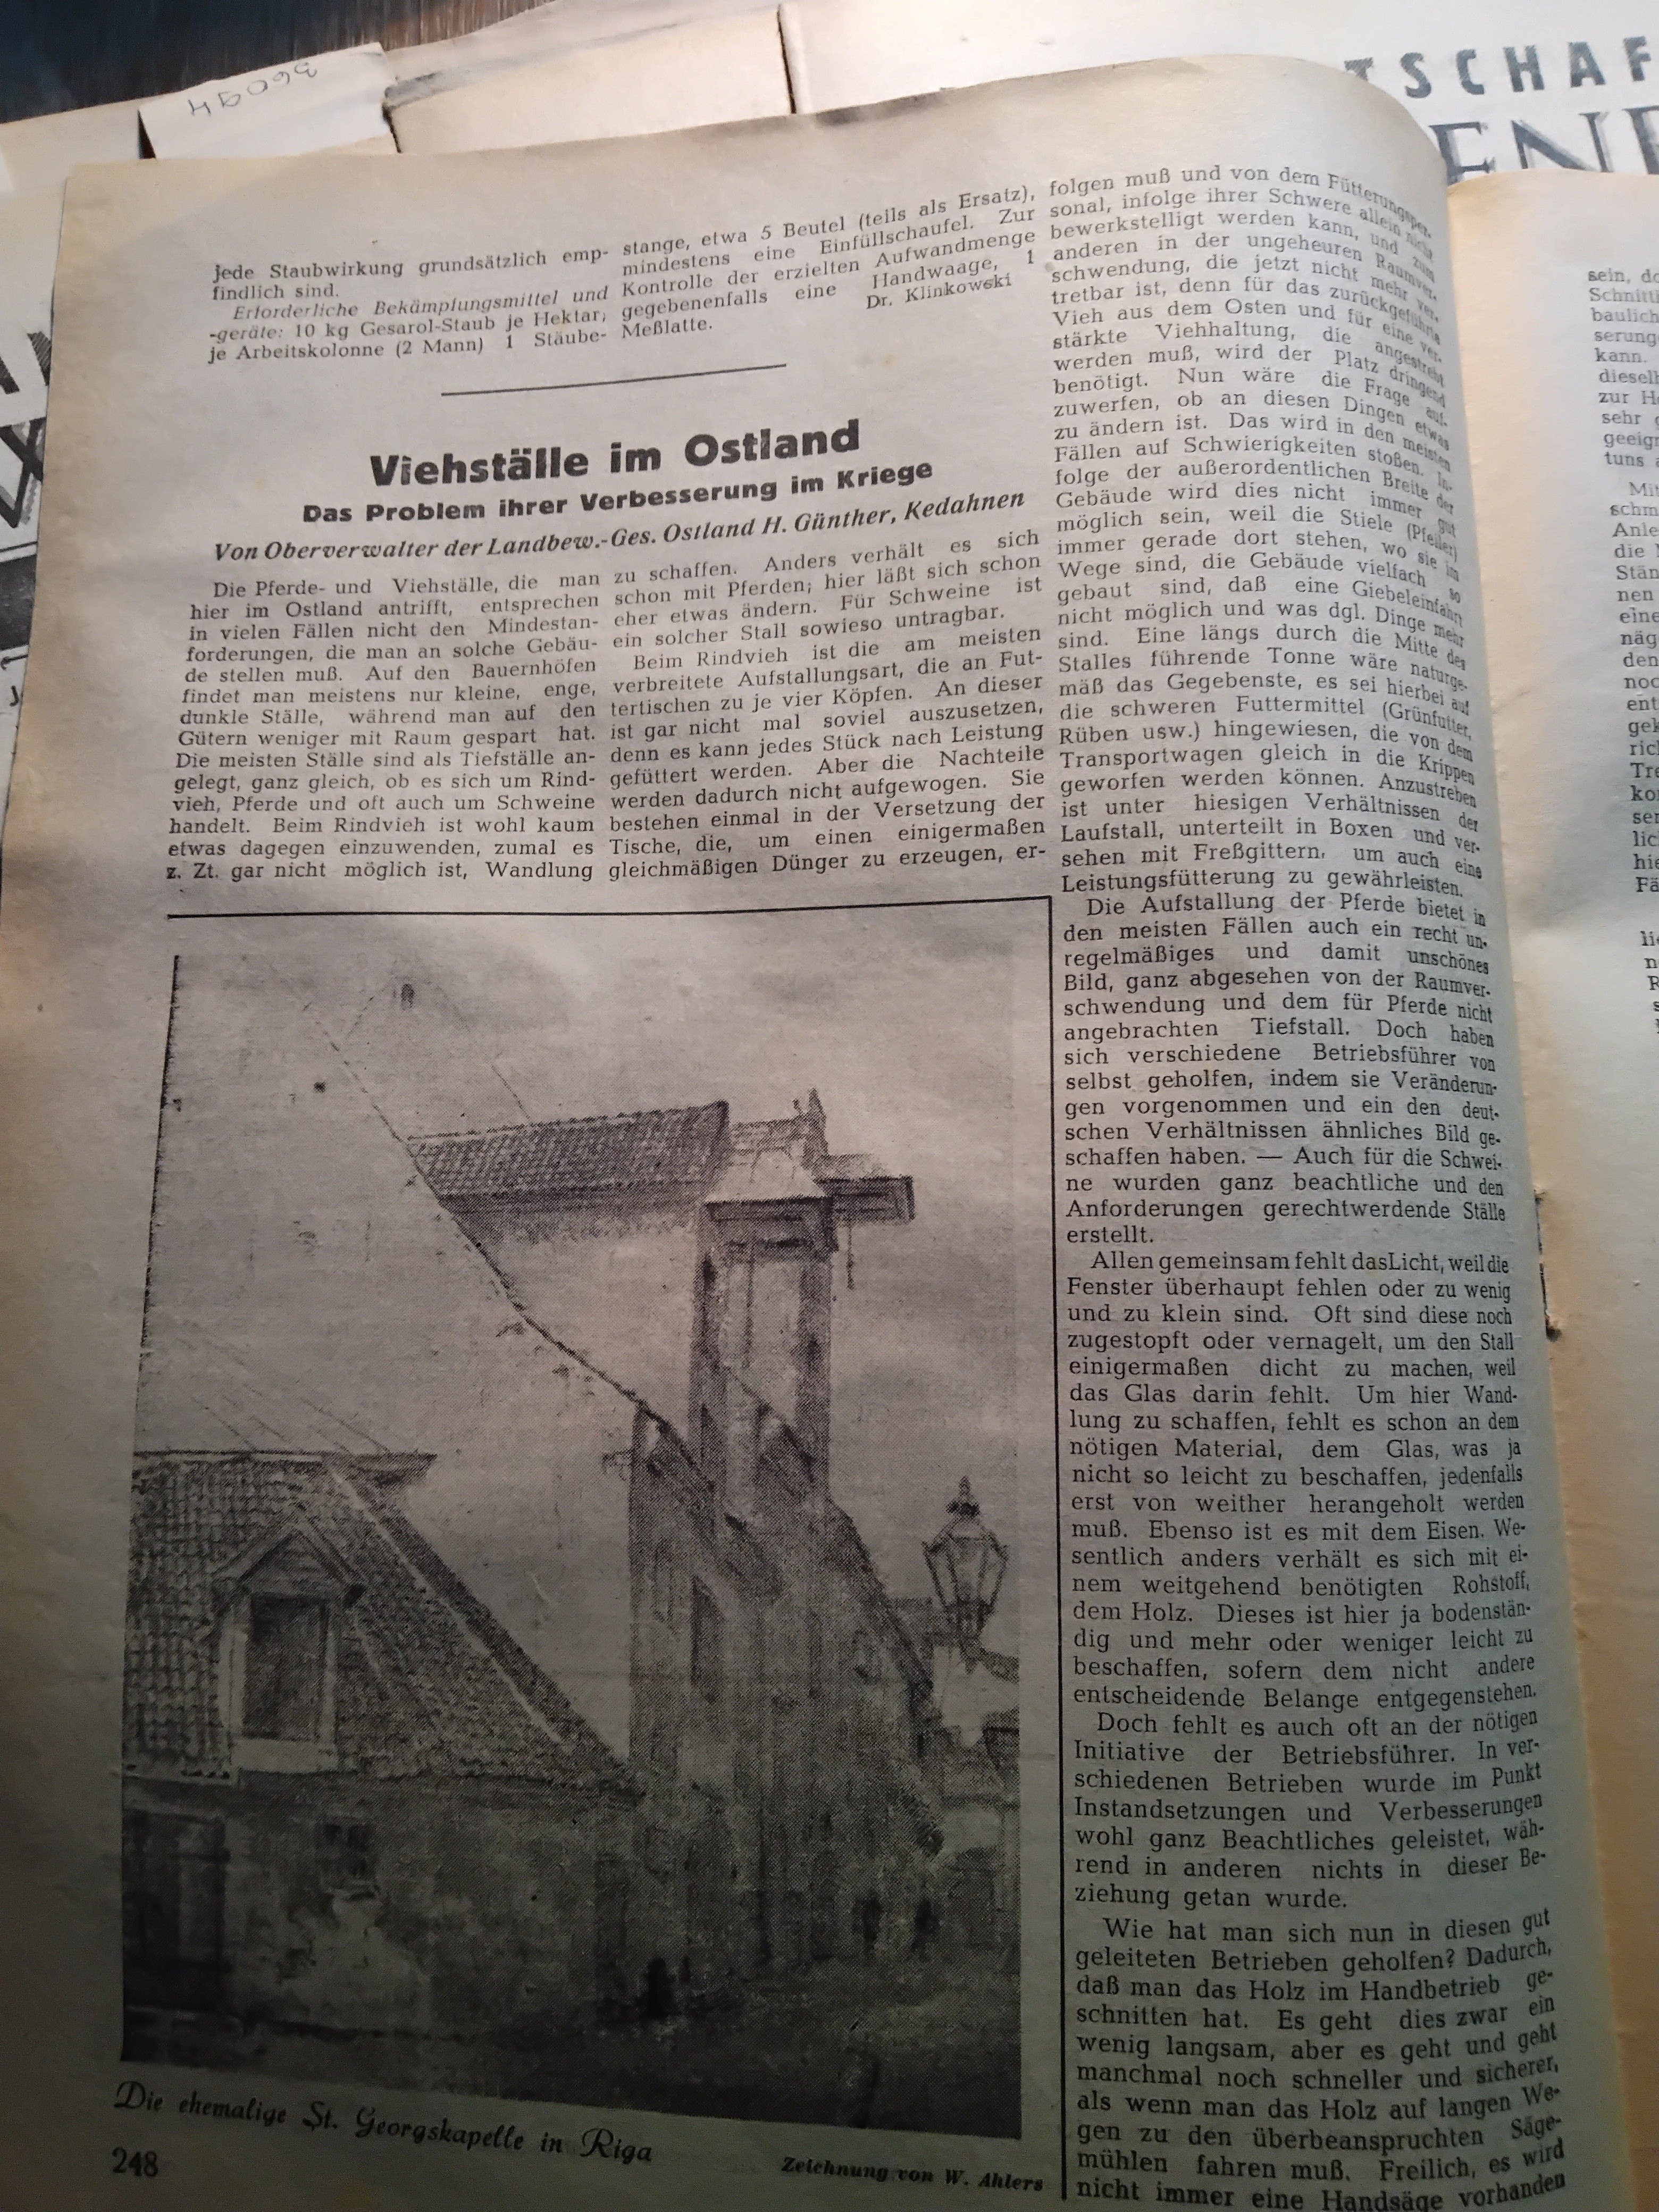 36094
TSCHAF
jede Staubwirkung grundsätzlich emp-
findlich sind.
Erforderliche Bekämpfungsmittel und
-geräte: 10 kg Gesarol-Staub je Hektar;
je Arbeitskolonne (2 Mann) 1 Stäube-
stange, etwa 5 Beutel (teils als Ersatz),
mindestens eine Einfüllschaufel. Zur
Kontrolle der erzielten Aufwandmenge
gegebenenfalls eine Handwaage, 1
Meßlatte.
Dr. Klinkowski
Viehställe im Ostland
Das Problem ihrer Verbesserung im Kriege
Von Oberverwalter der Landbew.-Ges. Ostland H. Günther, Kedahnen
Die Pferde- und Viehställe, die man
hier im Ostland antrifft, entsprechen
in vielen Fällen nicht den Mindestan-
forderungen, die man an solche Gebäu-
de stellen muß. Auf den Bauernhöfen
findet man meistens nur kleine, enge,
dunkle Ställe, während man auf den
Gütern weniger mit Raum gespart hat.
Die meisten Ställe sind als Tiefställe an-
gelegt, ganz gleich, ob es sich um Rind-
vieh, Pferde und oft auch um Schweine
handelt. Beim Rindvieh ist wohl kaum
etwas dagegen einzuwenden, zumal es
z. Zt. gar nicht möglich ist, Wandlung
zu schaffen. Anders verhält es sich
schon mit Pferden; hier läßt sich schon
eher etwas ändern. Für Schweine ist
ein solcher Stall sowieso untragbar.
Beim Rindvieh ist die am meisten
verbreitete Aufstallungsart, die an Fut-
tertischen zu je vier Köpfen. An dieser
ist gar nicht mal soviel auszusetzen,
denn es kann jedes Stück nach Leistung
gefüttert werden. Aber die Nachteile
werden dadurch nicht aufgewogen. Sie
bestehen einmal in der Versetzung der
Tische, die, um einen einigermaßen
gleichmäßigen Dünger zu erzeugen, er-
folgen muß und von dem Fütterungsper-
sonal, infolge ihrer Schwere allein nicht
bewerkstelligt werden kann, und zum
anderen in der ungeheuren Raumver-
schwendung, die jetzt nicht mehr ver-
tretbar ist, denn für das zurückgeführte
Vieh aus dem Osten und für eine ver-
stärkte Viehhaltung, die angestrebt
werden muß, wird der Platz dringend
benötigt. Nun wäre die Frage auf-
zuwerfen, ob an diesen Dingen etwas
zu ändern ist. Das wird in den meisten
Fällen auf Schwierigkeiten stoßen. In-
folge der außerordentlichen Breite der
Gebäude wird dies nicht immer gut
möglich sein, weil die Stiele (Pfeiler)
immer gerade dort stehen, wo sie im
Wege sind, die Gebäude vielfach so
gebaut sind, daß eine Giebeleinfahrt
nicht möglich und was dgl. Dinge mehr
sind. Eine längs durch die Mitte des
Stalles führende Tonne wäre naturge-
mäß das Gegebenste, es sei hierbei auf
die schweren Futtermittel (Grünfutter,
Rüben usw.) hingewiesen, die von dem
Transportwagen gleich in die Krippen
geworfen werden können. Anzustreben
ist unter hiesigen Verhältnissen der
Laufstall, unterteilt in Boxen und ver-
sehen mit Freßgittern, um auch eine
Leistungsfütterung zu gewährleisten.
Die Aufstallung der Pferde bietet in
den meisten Fällen auch ein recht un-
regelmäßiges und damit unschönes
Bild, ganz abgesehen von der Raumver-
schwendung und dem für Pferde nicht
angebrachten Tiefstall. Doch haben
sich verschiedene Betriebsführer von
selbst geholfen, indem sie Veränderun-
gen vorgenommen und ein den deut-
schen Verhältnissen ähnliches Bild ge-
schaffen haben. — Auch für die Schwei-
ne wurden ganz beachtliche und den
Anforderungen gerechtwerdende Ställe
erstellt.
Allen gemeinsam fehlt dasLicht, weil die
Fenster überhaupt fehlen oder zu wenig
und zu klein sind. Oft sind diese noch
zugestopft oder vernagelt, um den Stall
einigermaßen dicht zu machen, weil
das Glas darin fehlt. Um hier Wand-
lung zu schaffen, fehlt es schon an dem
nötigen Material, dem Glas, was ja
nicht so leicht zu beschaffen, jedenfalls
erst von weither herangeholt werden
muß. Ebenso ist es mit dem Eisen. We-
sentlich anders verhält es sich mit ei-
nem weitgehend benötigten Rohstoff,
dem Holz. Dieses ist hier ja bodenstän-
dig und mehr oder weniger leicht zu
beschaffen, sofern dem nicht andere
entscheidende Belange entgegenstehen.
Doch fehlt es auch oft an der nötigen
Initiative der Betriebsführer. In ver-
schiedenen Betrieben wurde im Punkt
Instandsetzungen und Verbesserungen
wohl ganz Beachtliches geleistet, wäh-
rend in anderen nichts in dieser Be-
ziehung getan wurde.
Wie hat man sich nun in diesen gut
geleiteten Betrieben geholfen? Dadurch,
daß man das Holz im Handbetrieb ge-
schnitten hat. Es geht dies zwar ein
wenig langsam, aber es geht und geht
manchmal noch schneller und sicherer,
als wenn man das Holz auf langen We-
gen zu den überbeanspruchten Säge-
mühlen fahren muß. Freilich, es wird
nicht immer eine Handsäge vorhanden
Die ehemalige St. Georgskapelle in Riga
Zeichnung von W. Ahlers
248
sein, do
Schnittl
baulich
serung
kann.
diesell
zur H
sehr
geeig
tuns
Mit
schm
Anle
die
Stän
nen
eine
näg
den
noc
ent
gek
ric
Tre
ko
ser
lic
hi
Fä